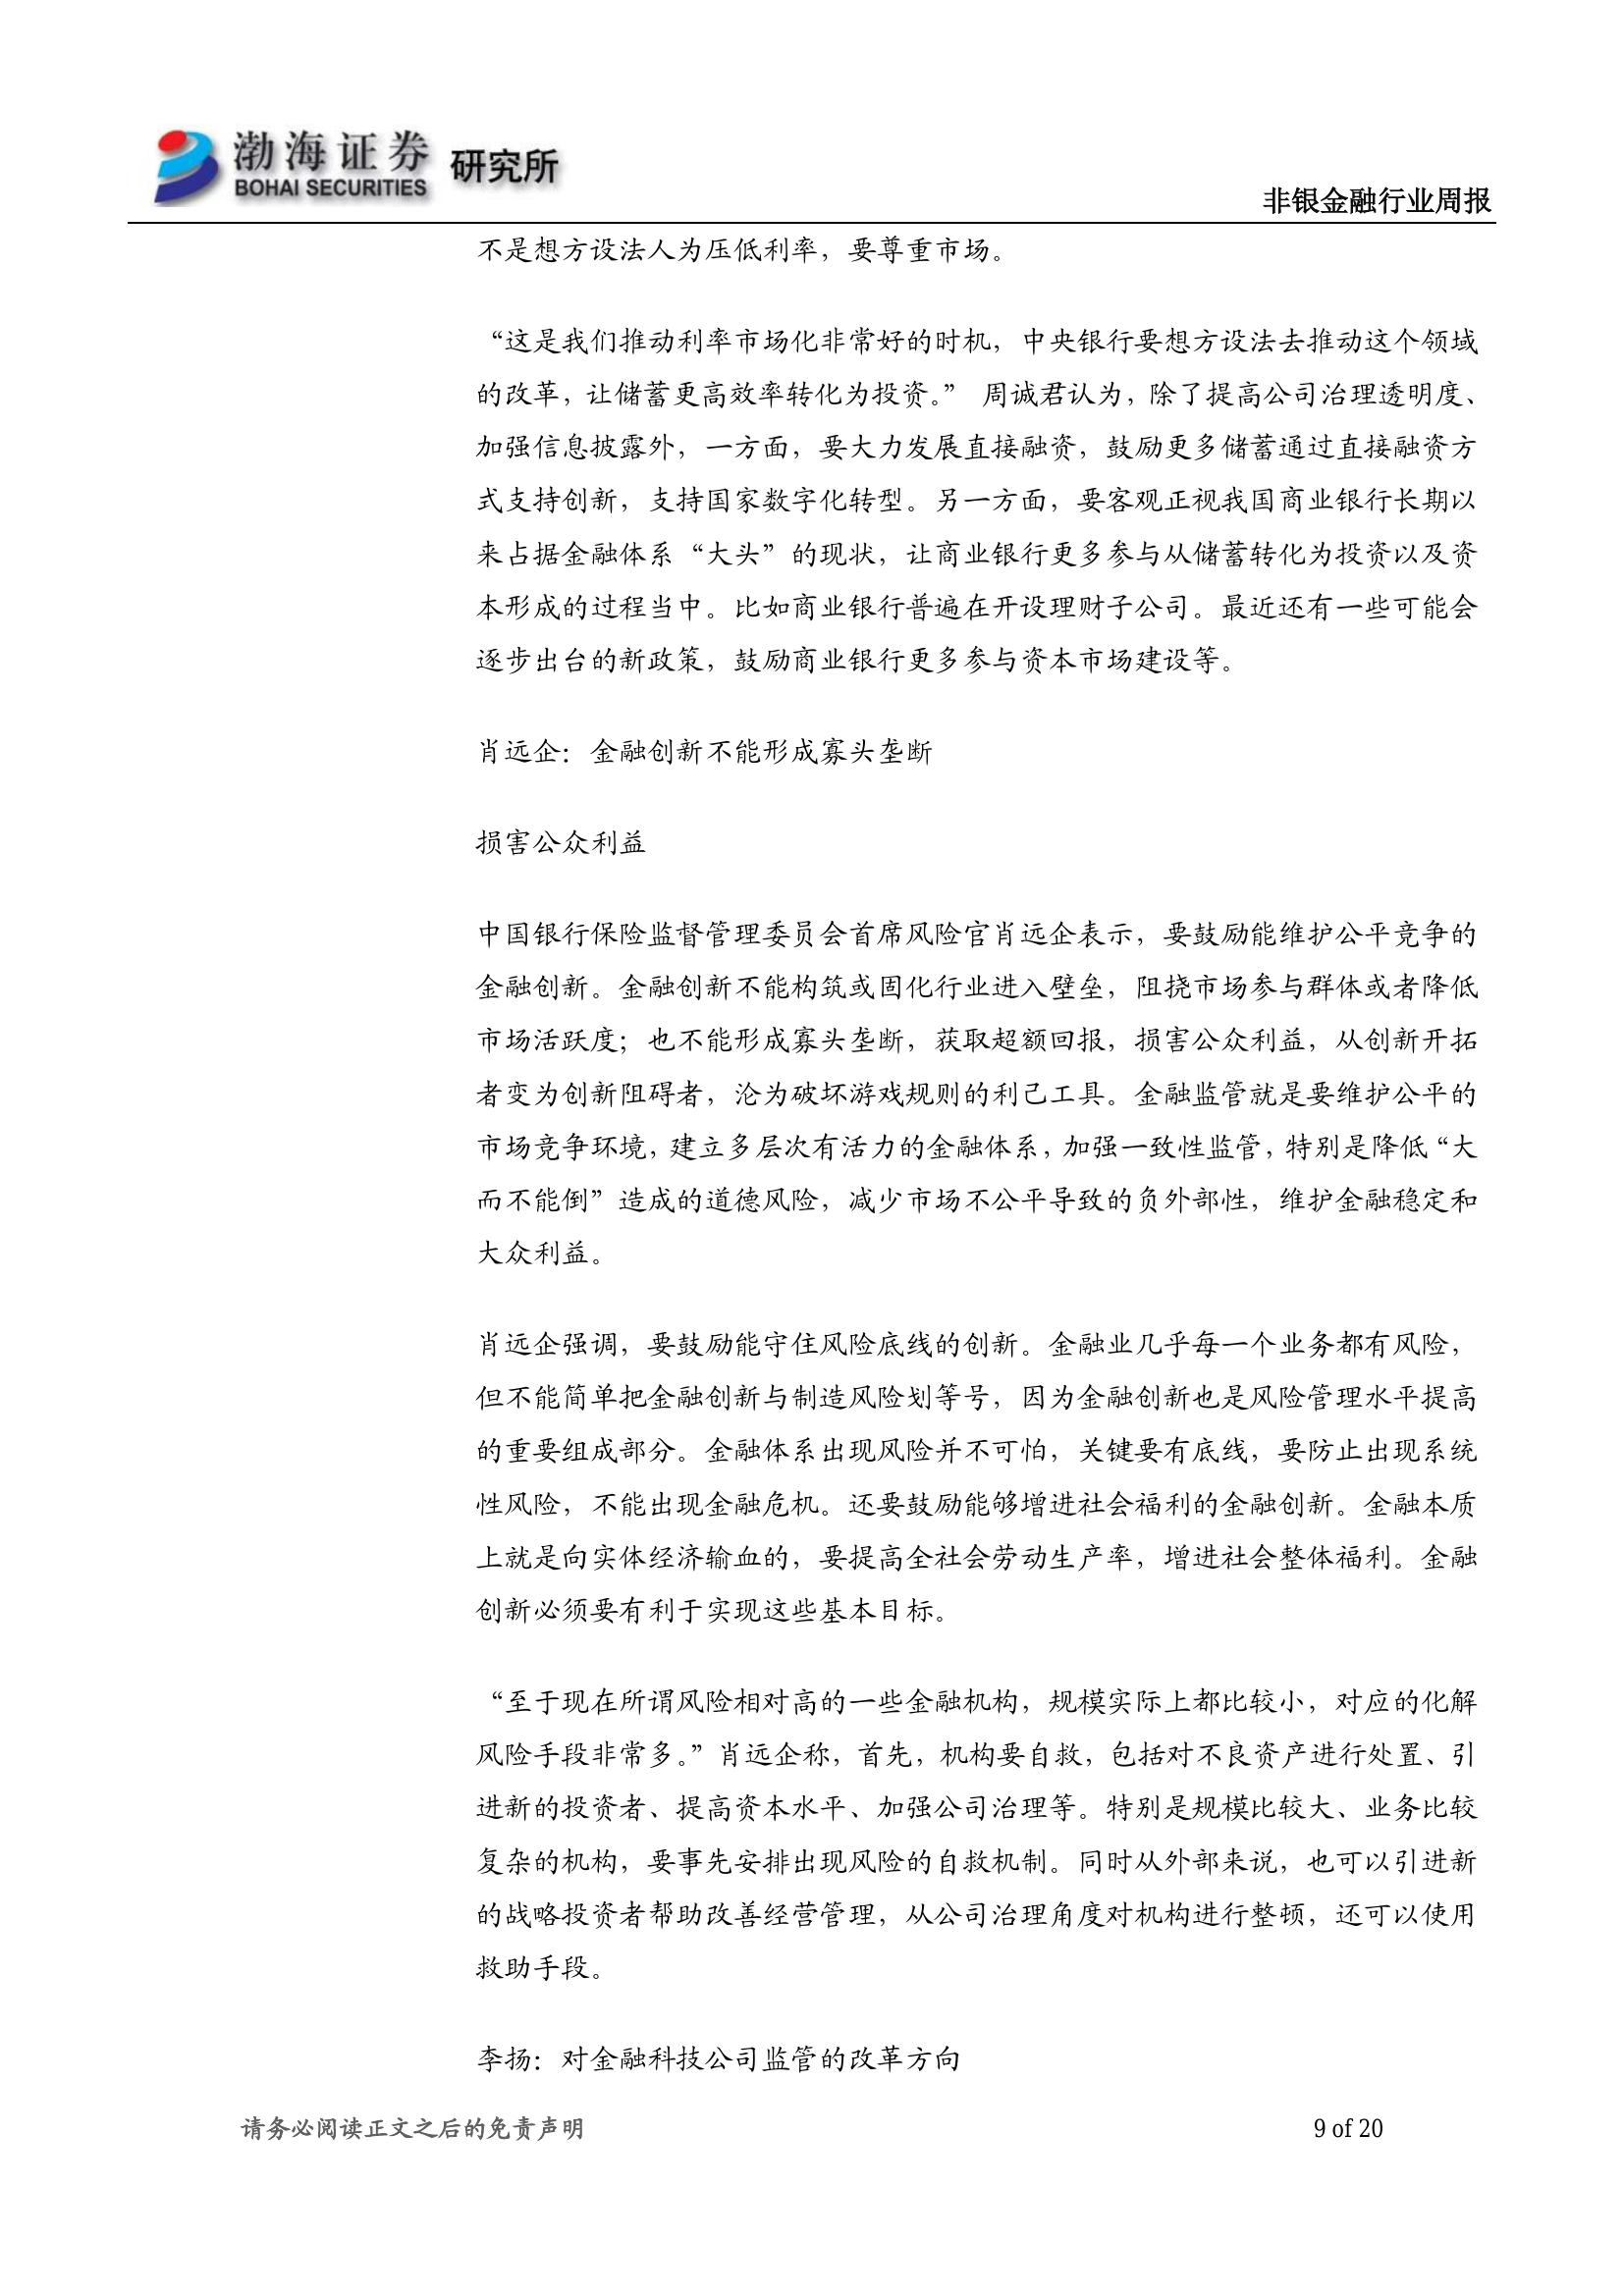 渤海证券
BOHAI SECURITIES
研究所
非银金融行业周报
不是想方设法人为压低利率，要尊重市场。
“这是我们推动利率市场化非常好的时机，中央银行要想方设法去推动这个领域
的改革，让储蓄更高效率转化为投资。” 周诚君认为，除了提高公司治理透明度、
加强信息披露外，一方面，要大力发展直接融资，鼓励更多储蓄通过直接融资方
式支持创新，支持国家数字化转型。另一方面，要客观正视我国商业银行长期以
来占据金融体系“大头”的现状，让商业银行更多参与从储蓄转化为投资以及资
本形成的过程当中。比如商业银行普遍在开设理财子公司。最近还有一些可能会
逐步出台的新政策，鼓励商业银行更多参与资本市场建设等。
肖远企：金融创新不能形成寡头垄断
损害公众利益
中国银行保险监督管理委员会首席风险官肖远企表示，要鼓励能维护公平竞争的
金融创新。金融创新不能构筑或固化行业进入壁垒，阻挠市场参与群体或者降低
市场活跃度；也不能形成寡头垄断，获取超额回报，损害公众利益，从创新开拓
者变为创新阻碍者，沦为破坏游戏规则的利己工具。金融监管就是要维护公平的
市场竞争环境，建立多层次有活力的金融体系，加强一致性监管，特别是降低“大
而不能倒”造成的道德风险，减少市场不公平导致的负外部性，维护金融稳定和
大众利益。
肖远企强调，要鼓励能守住风险底线的创新。金融业几乎每一个业务都有风险，
但不能简单把金融创新与制造风险划等号，因为金融创新也是风险管理水平提高
的重要组成部分。金融体系出现风险并不可怕，关键要有底线，要防止出现系统
性风险，不能出现金融危机。还要鼓励能够增进社会福利的金融创新。金融本质
上就是向实体经济输血的，要提高全社会劳动生产率，增进社会整体福利。金融
创新必须要有利于实现这些基本目标。
“至于现在所谓风险相对高的一些金融机构，规模实际上都比较小，对应的化解
风险手段非常多。”肖远企称，首先，机构要自救，包括对不良资产进行处置、引
进新的投资者、提高资本水平、加强公司治理等。特别是规模比较大、业务比较
复杂的机构，要事先安排出现风险的自救机制。同时从外部来说，也可以引进新
的战略投资者帮助改善经营管理，从公司治理角度对机构进行整顿，还可以使用
救助手段。
李扬：对金融科技公司监管的改革方向
请务必阅读正文之后的免责声明
9 of 20